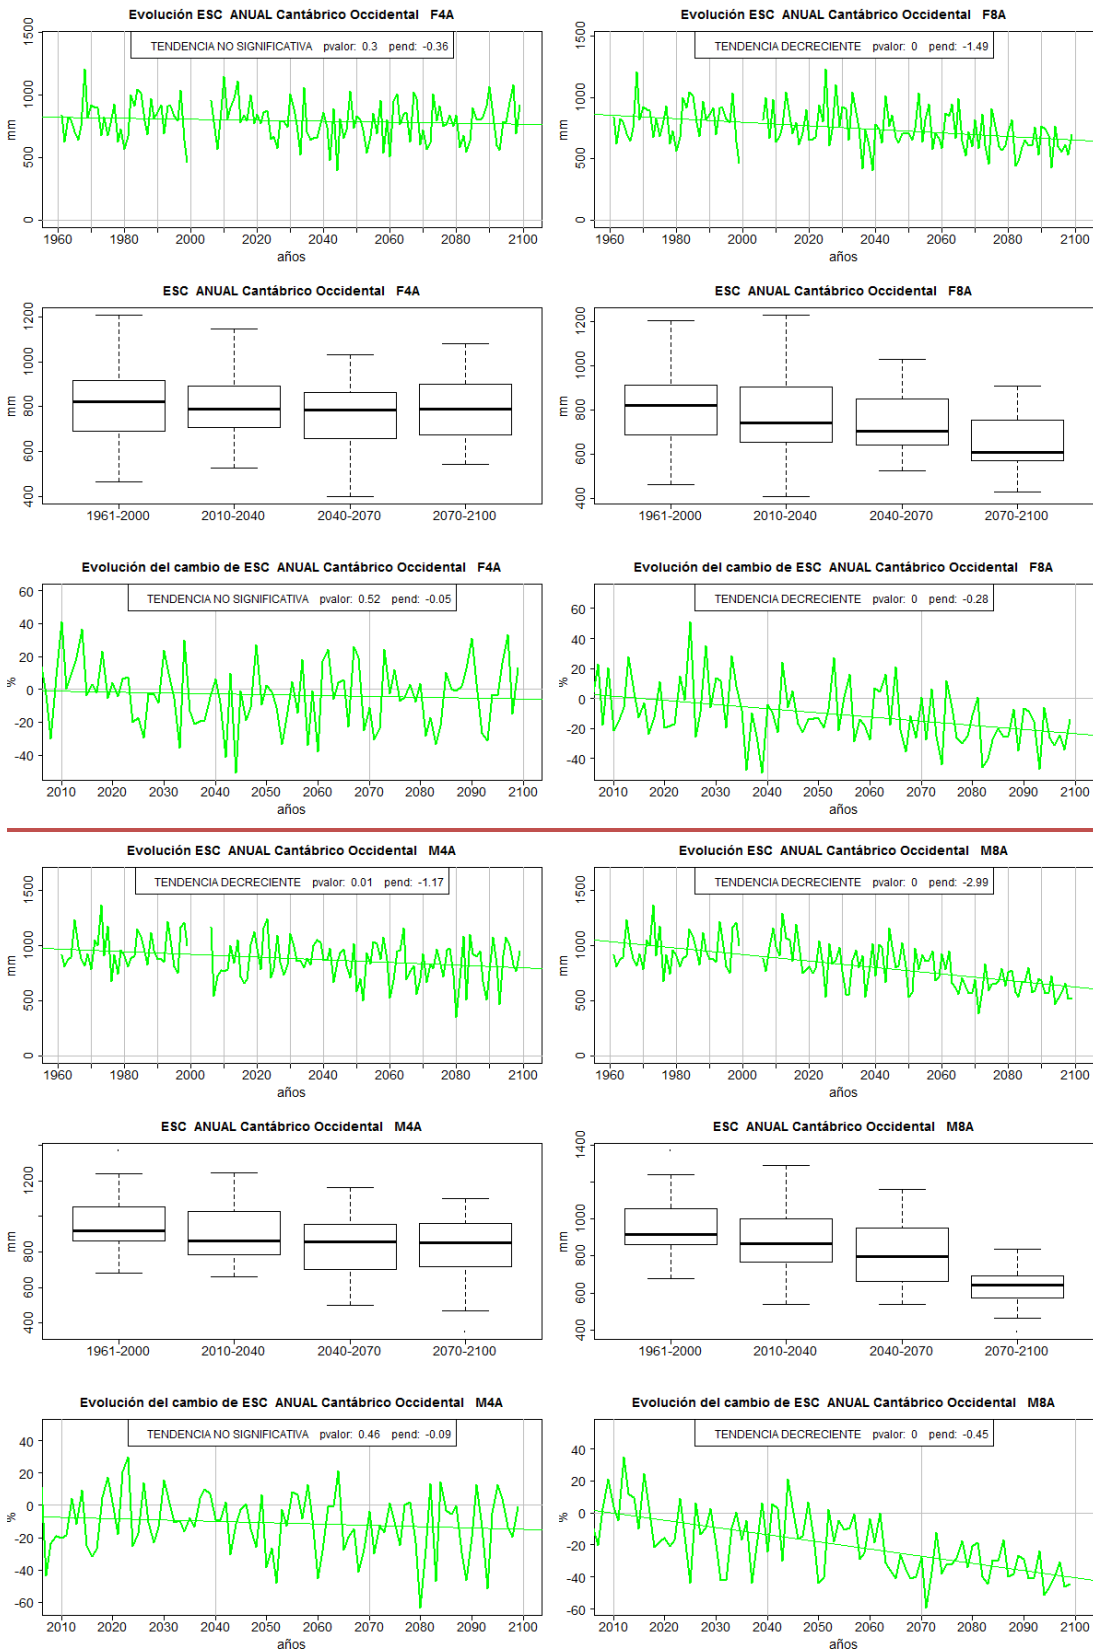 Evolución ESC ANUAL Cantábrico Occidental F4A
TENDENCIA NO SIGNIFICATIVA pvalor: 0.3 pend: -0.36
1500
1000
500
0
mm
1960 1980 2000 2020 2040 2060 2080 2100
años
Evolución ESC ANUAL Cantábrico Occidental F8A
TENDENCIA DECRECIENTE pvalor: 0 pend: -1.49
1500
1000
500
0
mm
1960 1980 2000 2020 2040 2060 2080 2100
años
ESC ANUAL Cantábrico Occidental F4A
1200
1000
800
600
400
mm
1961-2000 2010-2040 2040-2070 2070-2100
ESC ANUAL Cantábrico Occidental F8A
1200
1000
800
600
400
mm
1961-2000 2010-2040 2040-2070 2070-2100
Evolución del cambio de ESC ANUAL Cantábrico Occidental F4A
TENDENCIA NO SIGNIFICATIVA pvalor: 0.52 pend: -0.05
60
40
20
0
-20
-40
%
2010 2020 2030 2040 2050 2060 2070 2080 2090 2100
años
Evolución del cambio de ESC ANUAL Cantábrico Occidental F8A
TENDENCIA DECRECIENTE pvalor: 0 pend: -0.28
60
40
20
0
-20
-40
%
2010 2020 2030 2040 2050 2060 2070 2080 2090 2100
años
Evolución ESC ANUAL Cantábrico Occidental M4A
TENDENCIA DECRECIENTE pvalor: 0.01 pend: -1.17
1500
1000
500
0
mm
1960 1980 2000 2020 2040 2060 2080 2100
años
Evolución ESC ANUAL Cantábrico Occidental M8A
TENDENCIA DECRECIENTE pvalor: 0 pend: -2.99
1500
1000
500
0
mm
1960 1980 2000 2020 2040 2060 2080 2100
años
ESC ANUAL Cantábrico Occidental M4A
1200
800
600
400
mm
1961-2000 2010-2040 2040-2070 2070-2100
ESC ANUAL Cantábrico Occidental M8A
1400
1000
800
600
400
mm
1961-2000 2010-2040 2040-2070 2070-2100
Evolución del cambio de ESC ANUAL Cantábrico Occidental M4A
TENDENCIA NO SIGNIFICATIVA pvalor: 0.46 pend: -0.09
40
20
0
-20
-40
-60
%
2010 2020 2030 2040 2050 2060 2070 2080 2090 2100
años
Evolución del cambio de ESC ANUAL Cantábrico Occidental M8A
TENDENCIA DECRECIENTE pvalor: 0 pend: -0.45
40
20
0
-20
-40
-60
%
2010 2020 2030 2040 2050 2060 2070 2080 2090 2100
años